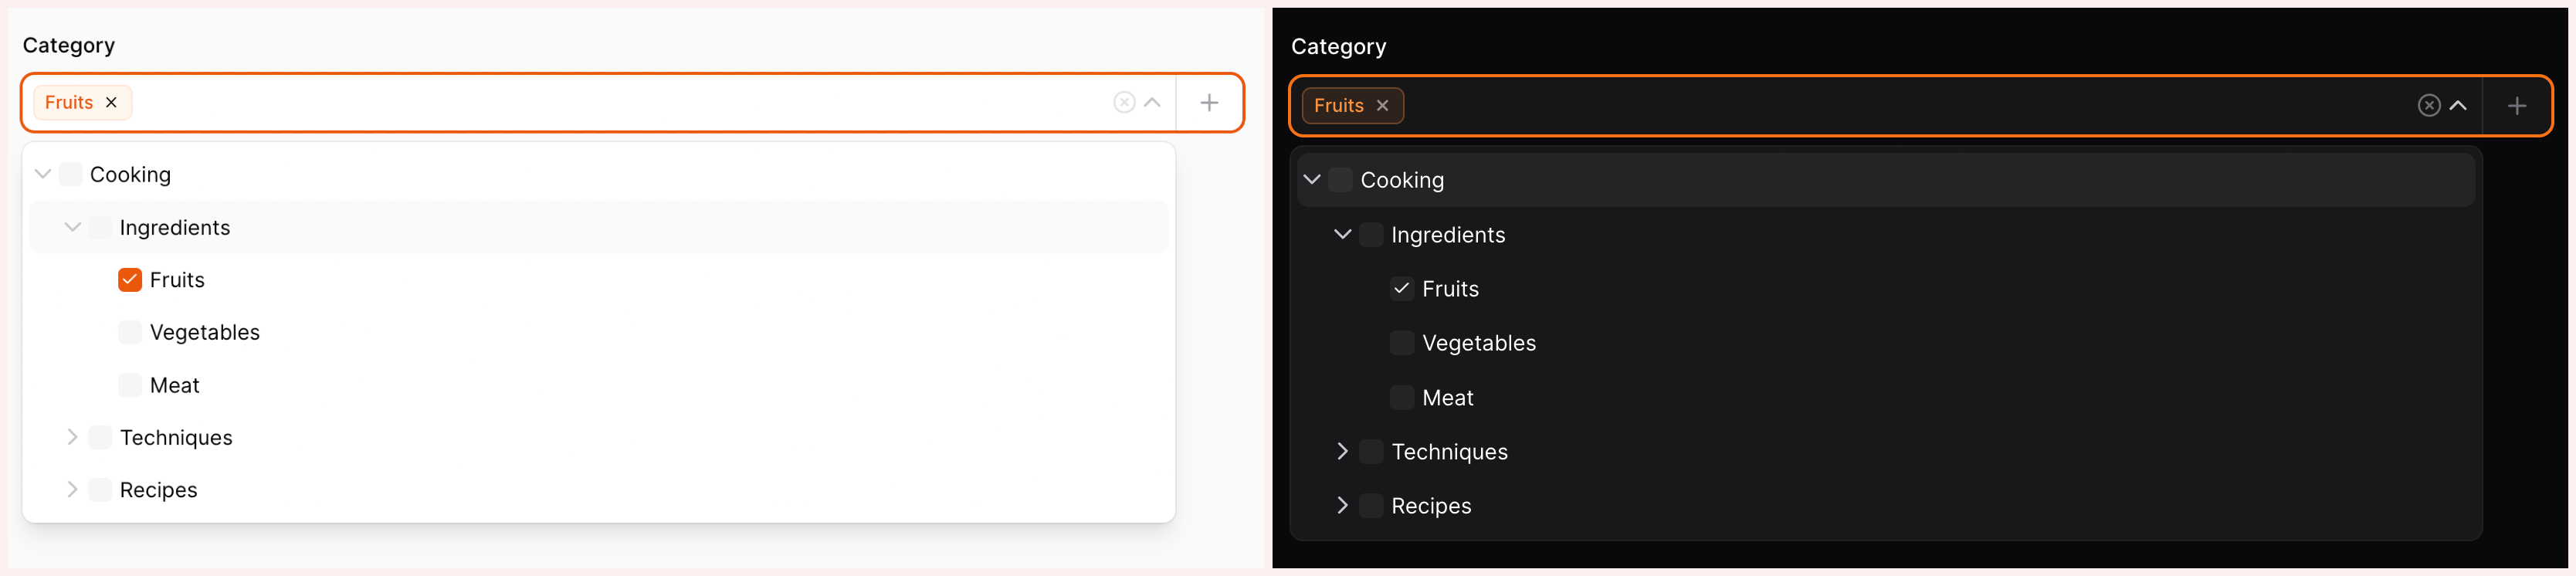 Category
Fruits
Cooking
Ingredients
Fruits
Vegetables
Meat
Techniques
Recipes
Category
Fruits
Cooking
Ingredients
Fruits
Vegetables
Meat
Techniques
Recipes